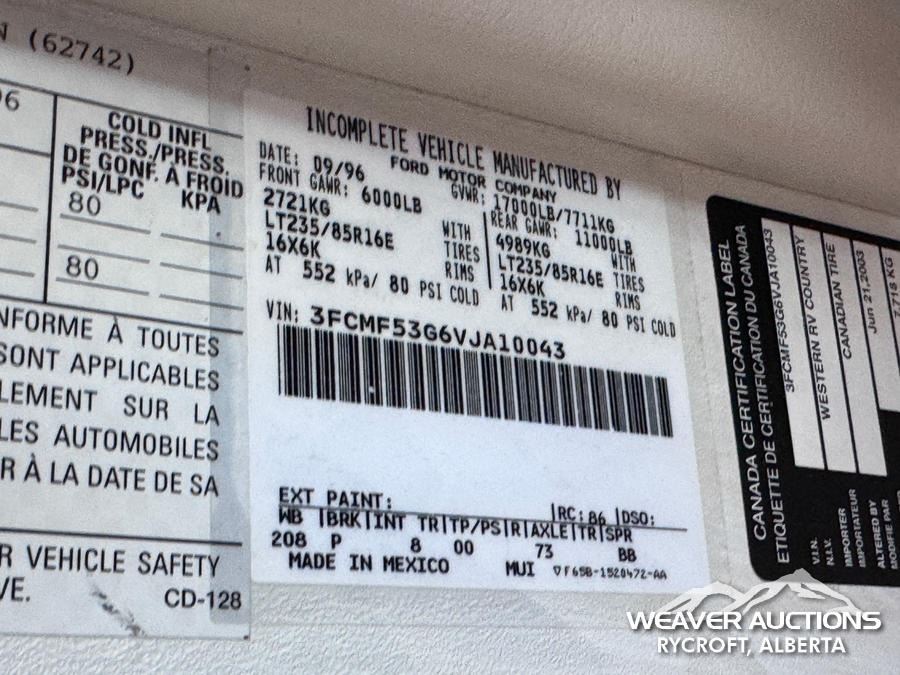 N (62742)
96
COLD INFL
PRESS./PRESS.
DE GONF. À FROID
PSI/LPC KPA
80
80
NFORME À TOUTES
SONT APPLICABLES
LEMENT SUR LA
LES AUTOMOBILES
R À LA DATE DE SA
R VEHICLE SAFETY
VE.
CD-128
INCOMPLETE VEHICLE MANUFACTURED BY
FORD MOTOR COMPANY
DATE: 09/96 GVWR: 17000LB/7711KG
FRONT GAWR: 6000LB REAR GAWR: 11000LB
2721KG WITH 4989KG WITH
LT235/85R16E TIRES LT235/85R16E TIRES
16X6K RIMS 16X6K RIMS
AT 552 kPa/ 80 PSI COLD AT 552 kPa/ 80 PSI COLD
VIN: 3FCMF53G6VJA10043
EXT PAINT: RC: 86 DSO:
WB BRK INT TR TP/PS R AXLE TR SPR
208 P 8 00 73 BB
MADE IN MEXICO MUI ▽F65B-1520472-AA
CANADA CERTIFICATION LABEL
ETIQUETTE DE CERTIFICATION DU CANADA
V.I.N. 3FCMF53G6VJA10043
N.I.V.
IMPORTER WESTERN RV COUNTRY
IMPORTATEUR
ALTERED BY CANADIAN TIRE
MODIFIE PAR
Jun 21,2003
7,718 KG
WEAVER AUCTIONS
RYCROFT, ALBERTA